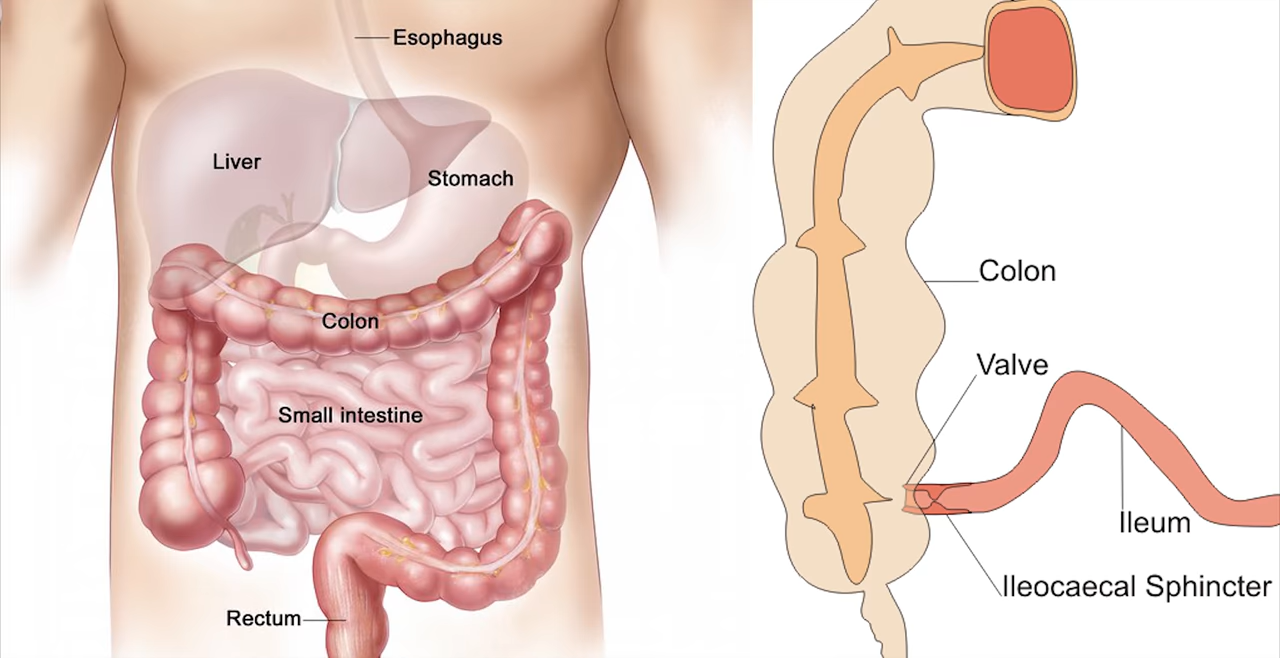 Esophagus
Liver
Stomach
Colon
Small intestine
Rectum
Colon
Valve
Ileum
Ileocaecal Sphincter